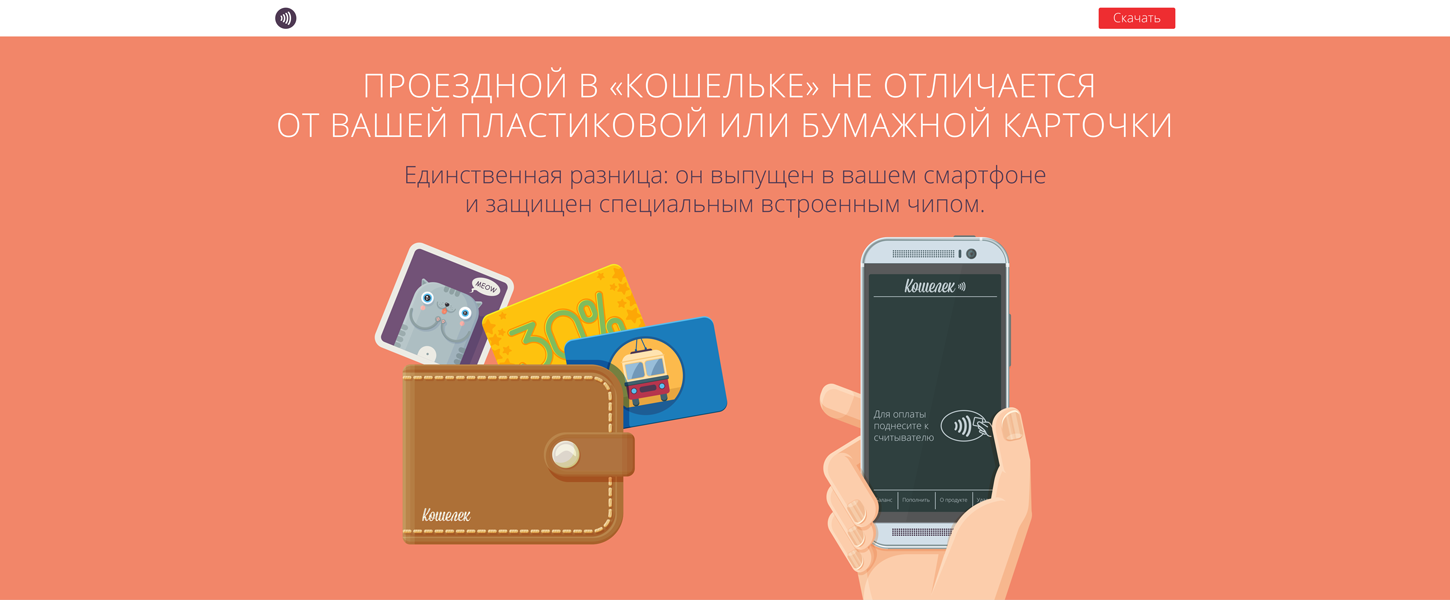 Скачать
ПРОЕЗДНОЙ В «КОШЕЛЬКЕ» НЕ ОТЛИЧАЕТСЯ
ОТ ВАШЕЙ ПЛАСТИКОВОЙ ИЛИ БУМАЖНОЙ КАРТОЧКИ
Единственная разница: он выпущен в вашем смартфоне
и защищен специальным встроенным чипом.
MEOW
30%
Кошелек
Кошелек
Для оплаты
поднесите к
считывателю
Пополнить О продукте